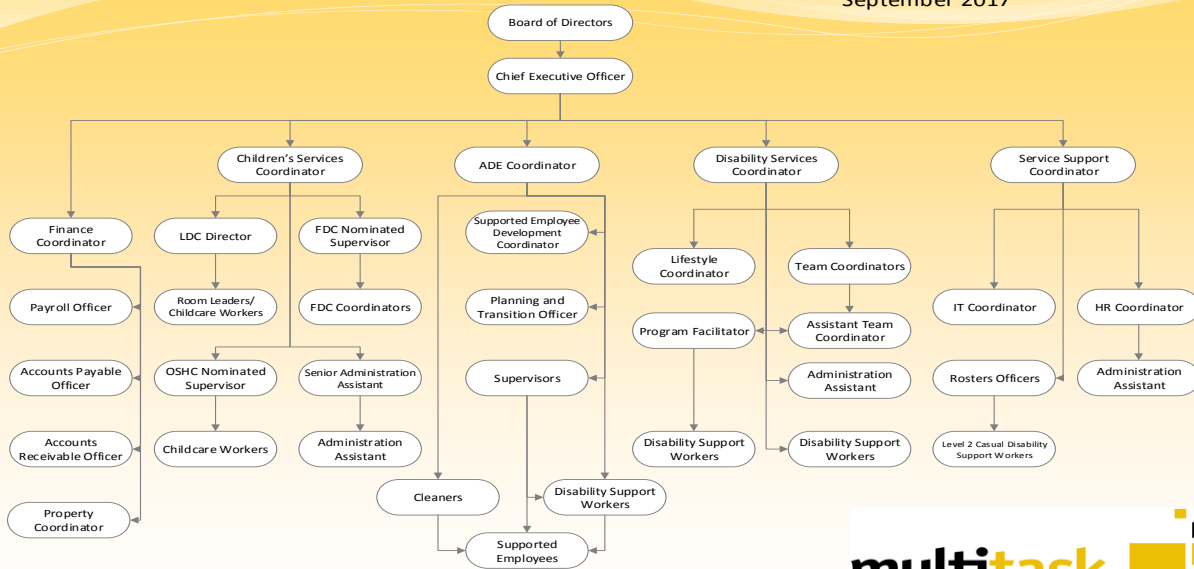 September 2017
Board of Directors
Chief Executive Officer
Children's Services
Coordinator
ADE Coordinator
Disability Services
Coordinator
Service Support
Coordinator
Finance
Coordinator
LDC Director
FDC Nominated
Supervisor
Supported Employee
Development
Coordinator
Lifestyle
Coordinator
Team Coordinators
Payroll Officer
Room Leaders/
Childcare Workers
FDC Coordinators
Planning and
Transition Officer
IT Coordinator
HR Coordinator
Program Facilitator
Assistant Team
Coordinator
Accounts Payable
Officer
OSHC Nominated
Supervisor
Senior Administration
Assistant
Supervisors
Administration
Assistant
Rosters Officers
Administration
Assistant
Accounts
Receivable Officer
Childcare Workers
Administration
Assistant
Disability Support
Workers
Disability Support
Workers
Level 2 Casual Disability
Support Workers
Cleaners
Disability Support
Workers
Property
Coordinator
Supported
Employees
multitask